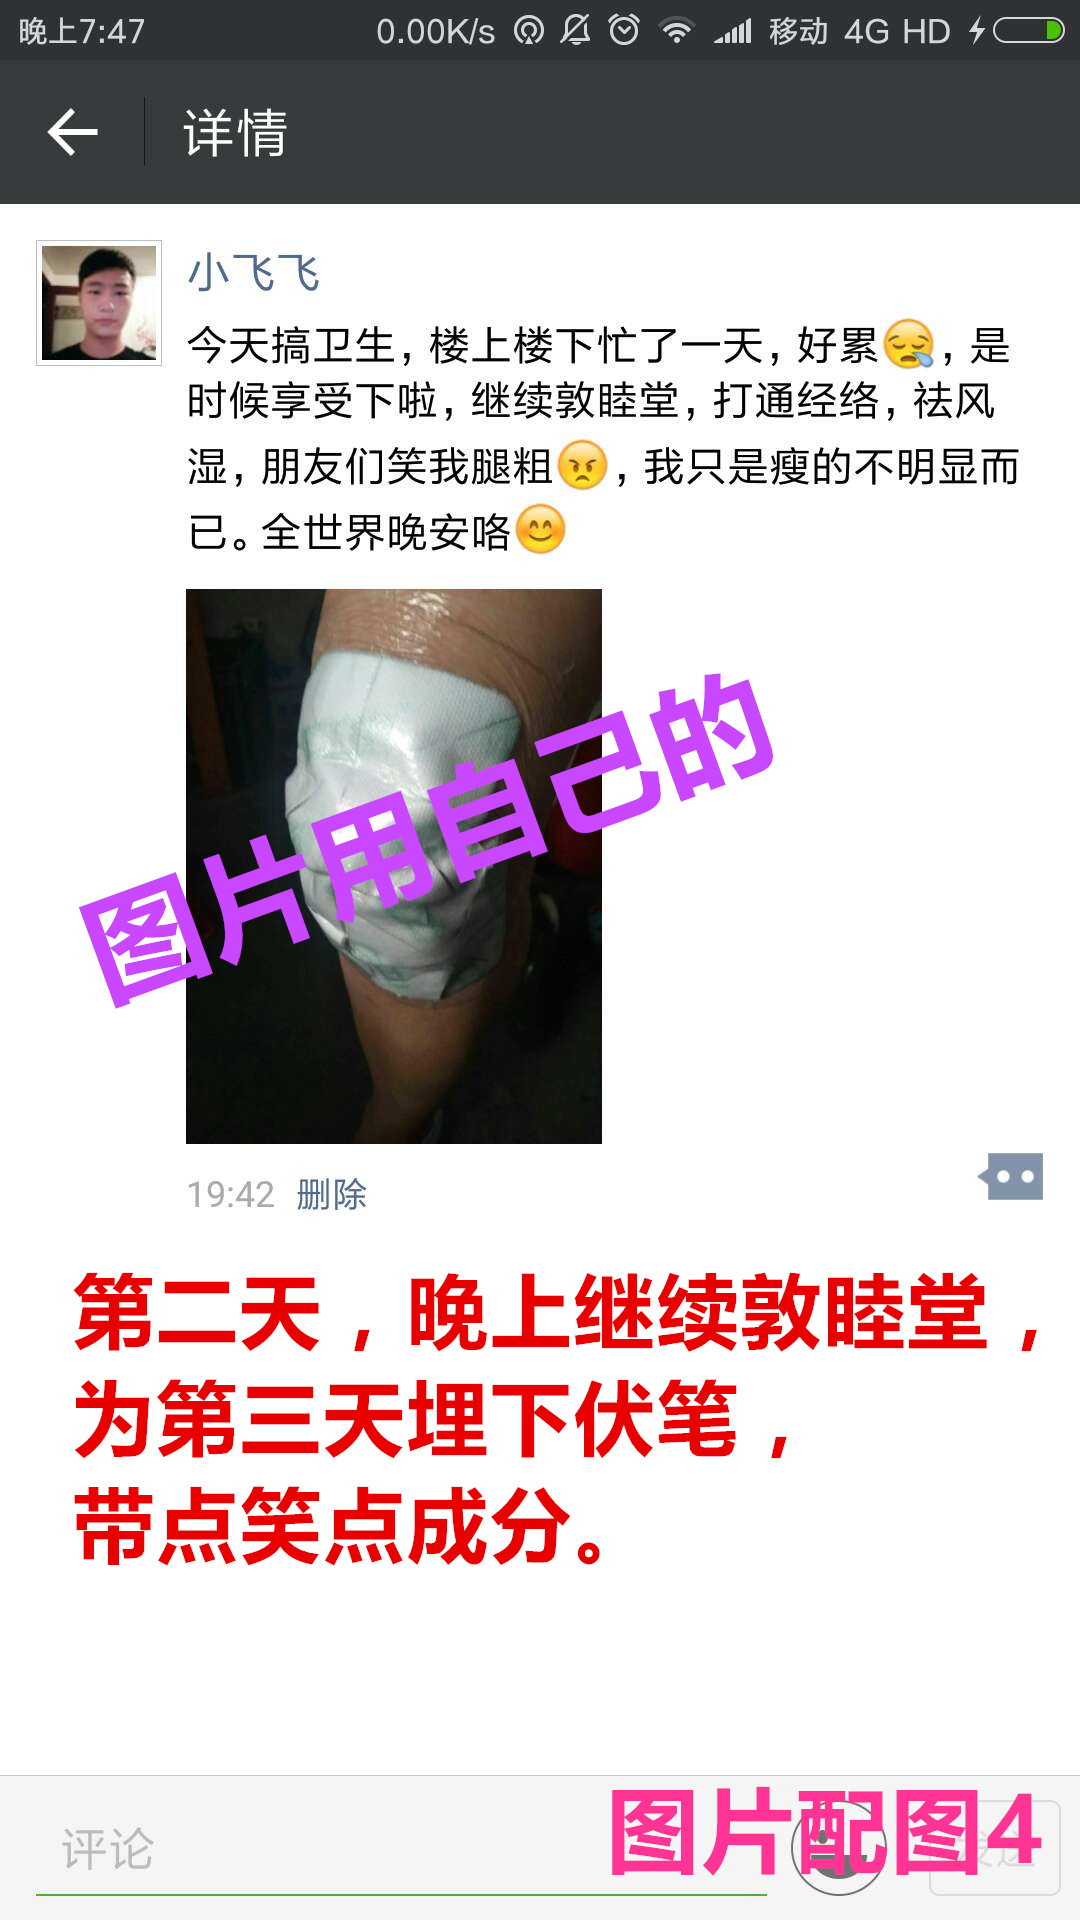 晚上7:47 0.00K/s 移动 4G HD
详情
小飞飞
今天搞卫生，楼上楼下忙了一天，好累😪，是
时候享受下啦，继续敦睦堂，打通经络，祛风
湿，朋友们笑我腿粗😠，我只是瘦的不明显而
已。全世界晚安咯😊
图片用自己的
19:42 删除
第二天，晚上继续敦睦堂，
为第三天埋下伏笔，
带点笑点成分。
评论
图片配图4
发送